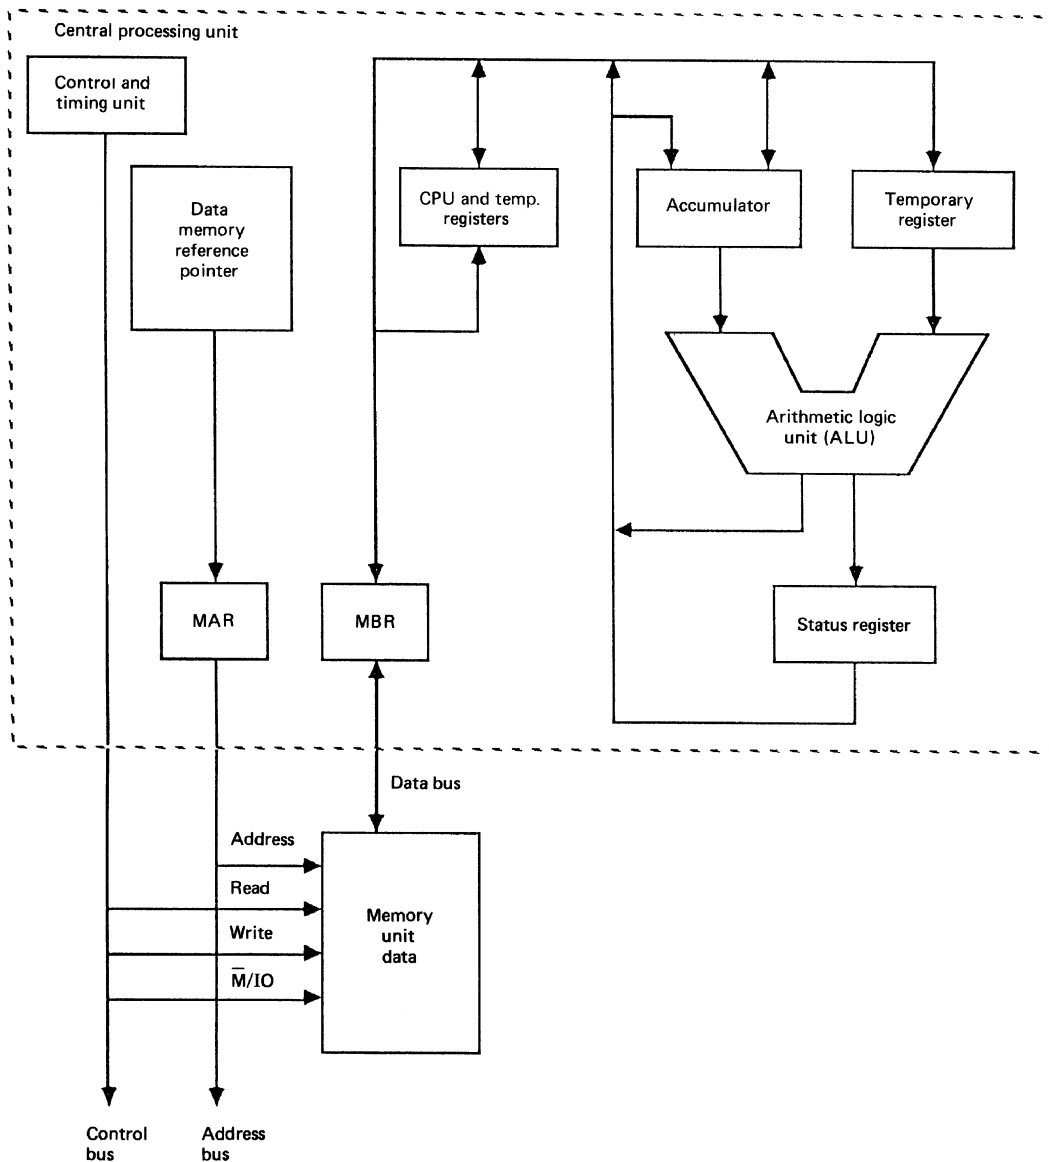 Central processing unit
Control and
timing unit
Data
memory
reference
pointer
CPU and temp.
registers
Accumulator
Temporary
register
Arithmetic logic
unit (ALU)
MAR
MBR
Status register
Data bus
Address
Read
Write
M̅/IO
Memory
unit
data
Control
bus
Address
bus